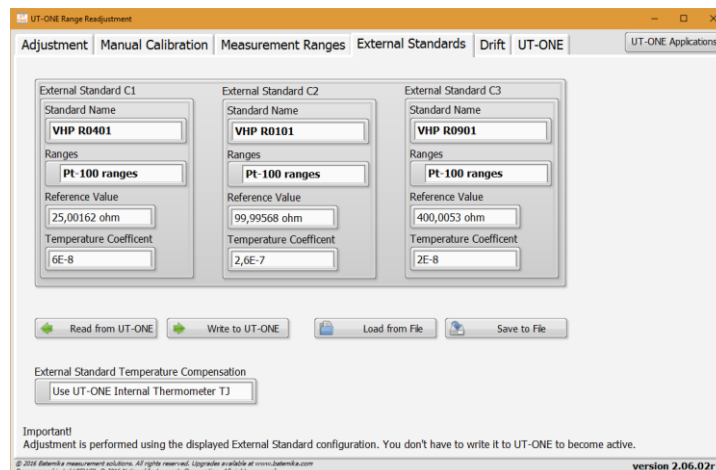 UT-ONE Range Readjustment
Adjustment Manual Calibration Measurement Ranges External Standards Drift UT-ONE UT-ONE Applications
External Standard C1
Standard Name
VHP R0401
Ranges
Pt-100 ranges
Reference Value
25,00162 ohm
Temperature Coefficent
6E-8
External Standard C2
Standard Name
VHP R0101
Ranges
Pt-100 ranges
Reference Value
99,99568 ohm
Temperature Coefficent
2,6E-7
External Standard C3
Standard Name
VHP R0901
Ranges
Pt-100 ranges
Reference Value
400,0053 ohm
Temperature Coefficent
2E-8
Read from UT-ONE Write to UT-ONE Load from File Save to File
External Standard Temperature Compensation
Use UT-ONE Internal Thermometer TJ
Important!
Adjustment is performed using the displayed External Standard configuration. You don't have to write it to UT-ONE to become active.
© 2016 Batemika measurement solutions. All rights reserved. Upgrades available at www.batemika.com
version 2.06.02r